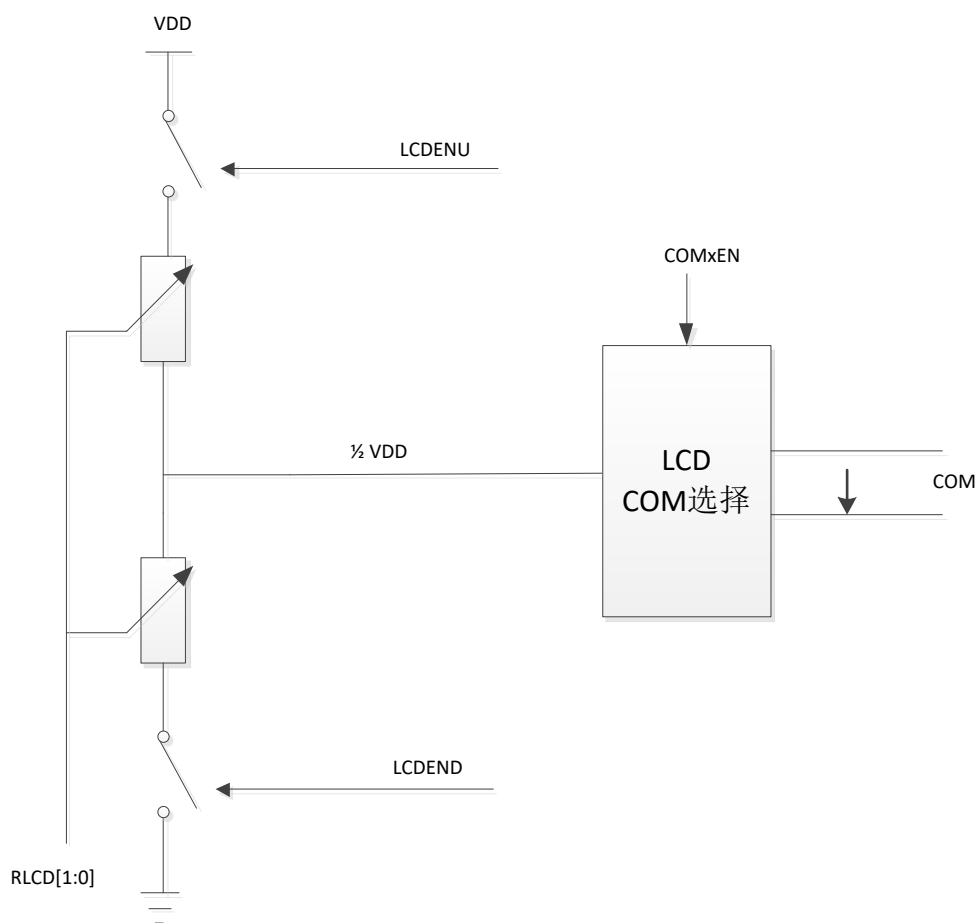 VDD
LCDENU
COMxEN
½ VDD
LCD
COM选择
COM
LCDEND
RLCD[1:0]